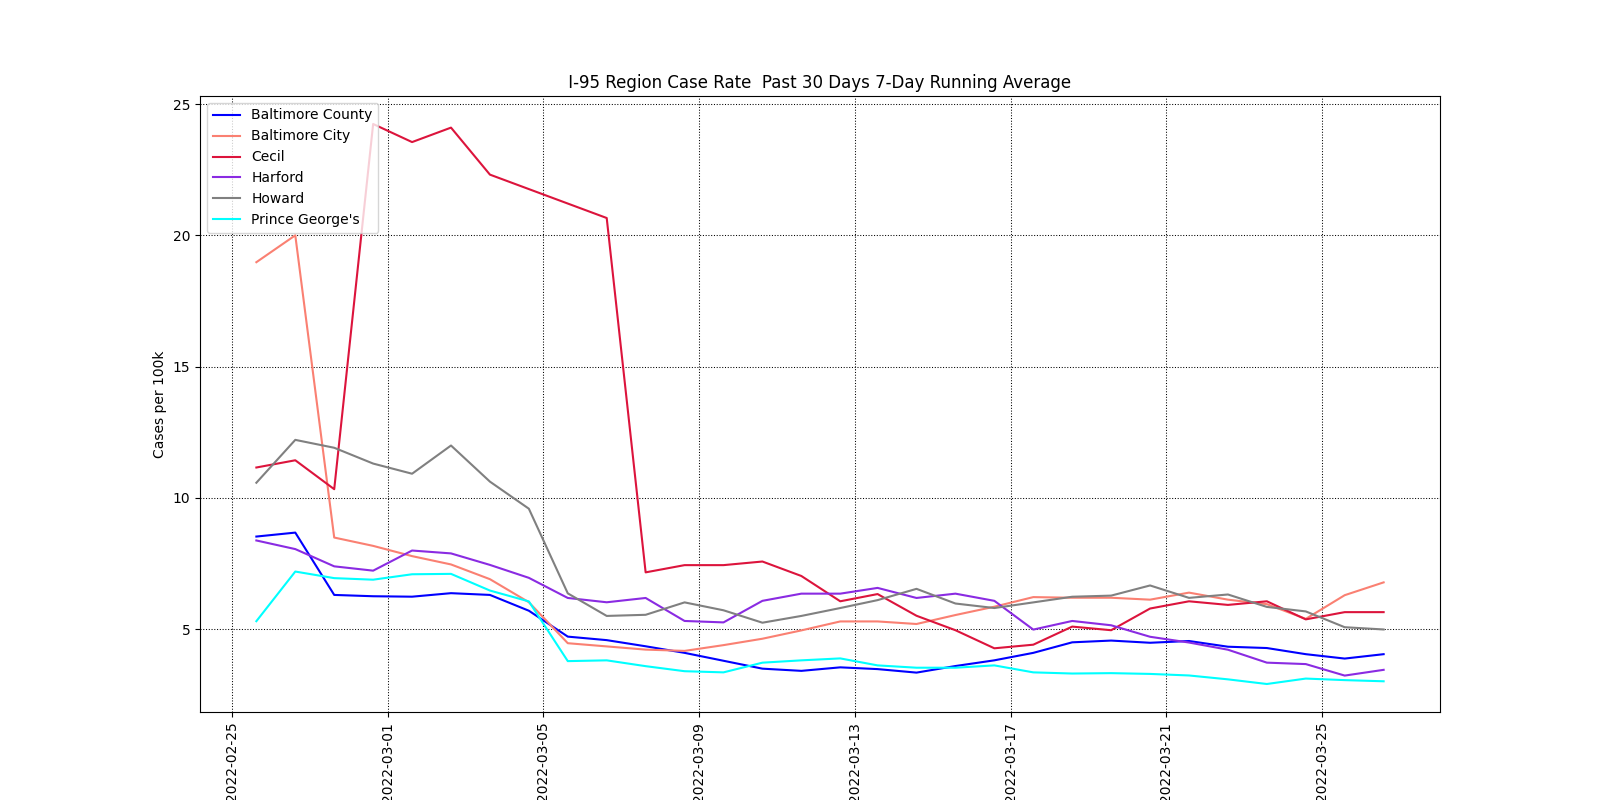 I-95 Region Case Rate  Past 30 Days 7-Day Running Average
Cases per 100k
25
20
15
10
5
Baltimore County
Baltimore City
Cecil
Harford
Howard
Prince George's
2022-02-25
2022-03-01
2022-03-05
2022-03-09
2022-03-13
2022-03-17
2022-03-21
2022-03-25